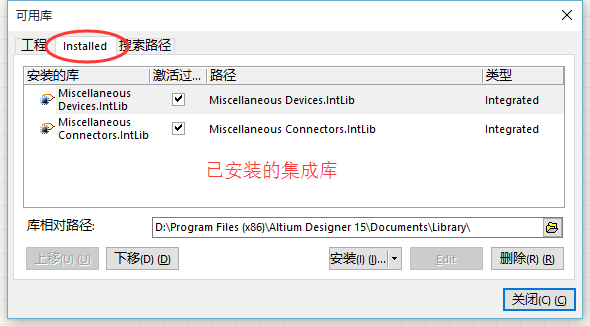 可用库
工程 Installed 搜索路径
安装的库 激活过... 路径 类型
Miscellaneous Devices.IntLib Miscellaneous Devices.IntLib Integrated
Miscellaneous Connectors.IntLib Miscellaneous Connectors.IntLib Integrated
已安装的集成库
库相对路径: D:\Program Files (x86)\Altium Designer 15\Documents\Library\
上移(U) (U) 下移(D) (D) 安装(I) (I)... Edit 删除(R) (R)
关闭(C) (C)